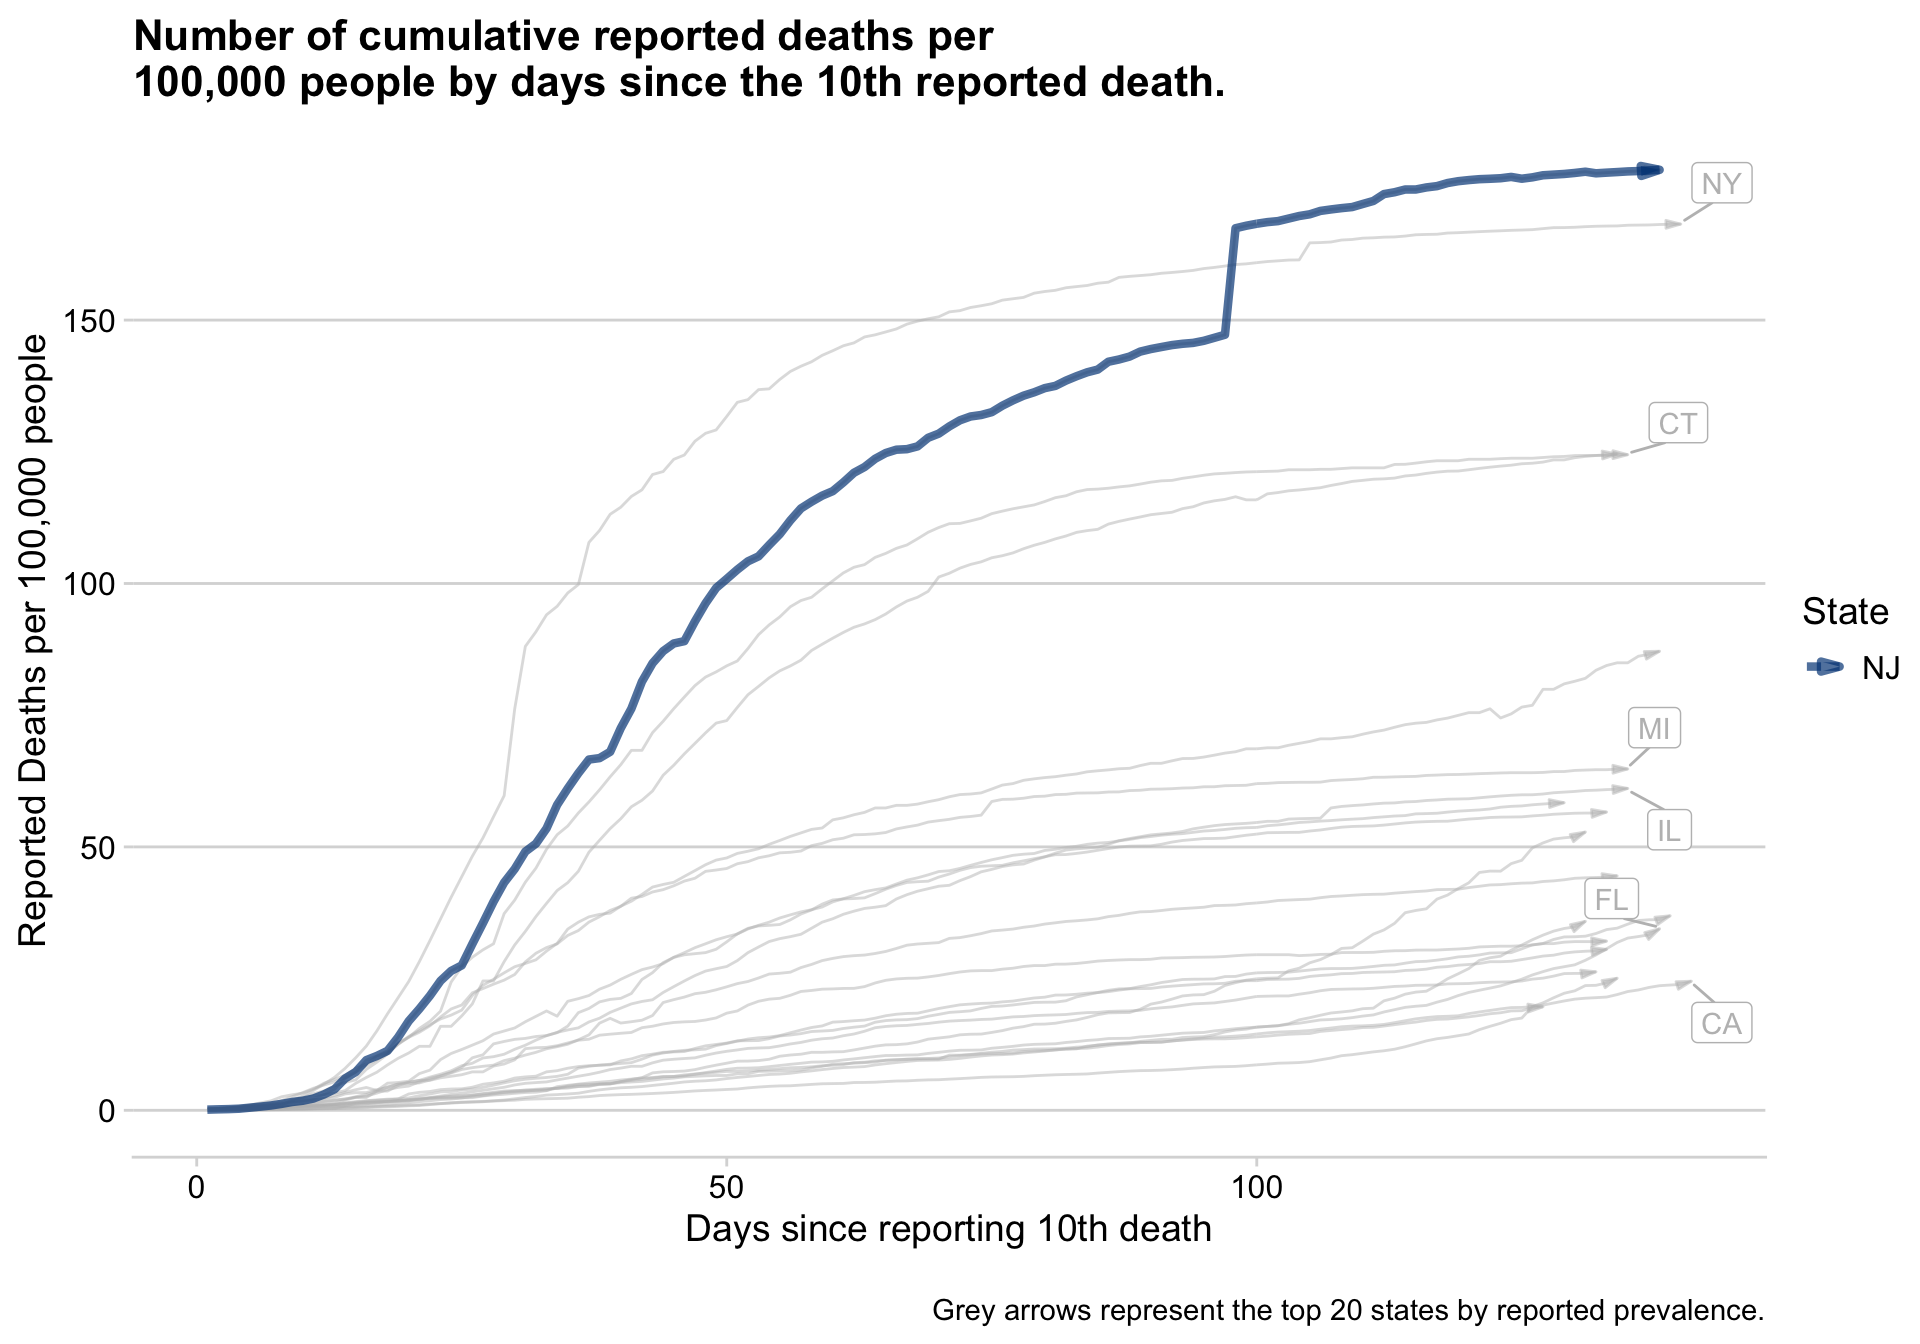 Number of cumulative reported deaths per
100,000 people by days since the 10th reported death.
Reported Deaths per 100,000 people
150
100
50
0
NY
CT
MI
IL
FL
CA
State
NJ
0
50
100
Days since reporting 10th death
Grey arrows represent the top 20 states by reported prevalence.